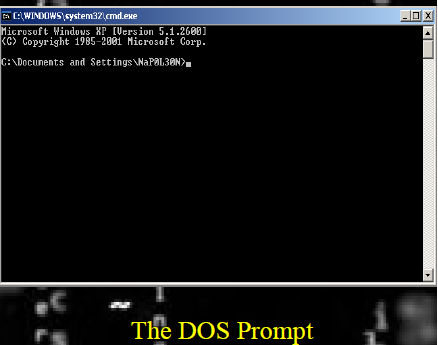 C:\WINDOWS\system32\cmd.exe
Microsoft Windows XP [Version 5.1.2600]
(C) Copyright 1985-2001 Microsoft Corp.
C:\Documents and Settings\NaP0L30N>
The DOS Prompt